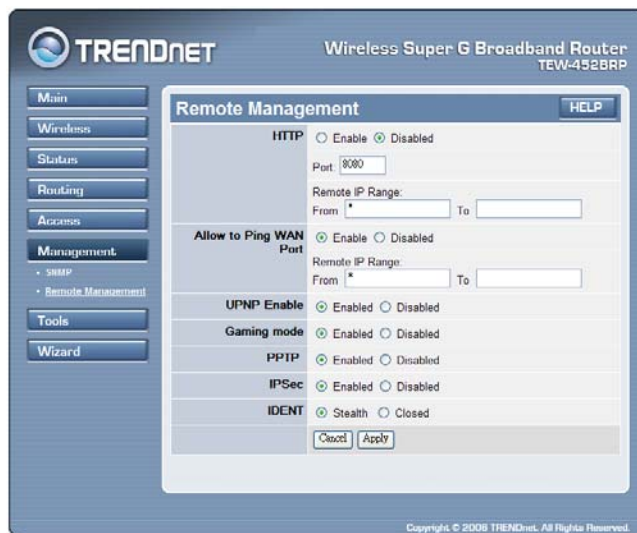 TRENDNET
Wireless Super G Broadband Router
TEW-452BRP
Main
Wireless
Status
Routing
Access
Management
• SNMP
• Remote Management
Tools
Wizard
Remote Management
HELP
HTTP
Enable Disabled
Port: 8080
Remote IP Range:
From * To
Allow to Ping WAN Port
Enable Disabled
Remote IP Range:
From * To
UPNP Enable
Enabled Disabled
Gaming mode
Enabled Disabled
PPTP
Enabled Disabled
IPSec
Enabled Disabled
IDENT
Stealth Closed
Cancel Apply
Copyright © 2006 TRENDnet. All Rights Reserved.